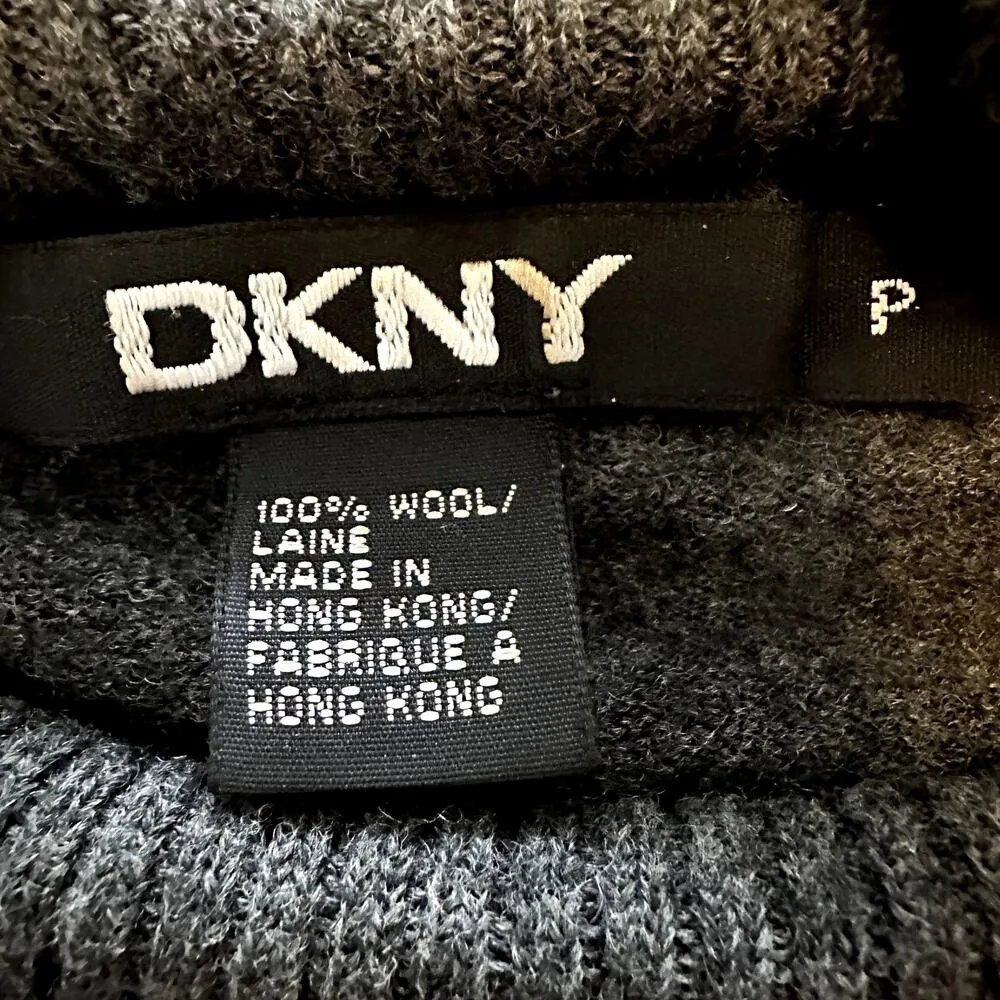 DKNY
P
100% WOOL/
LAINE
MADE IN
HONG KONG/
FABRIQUE A
HONG KONG